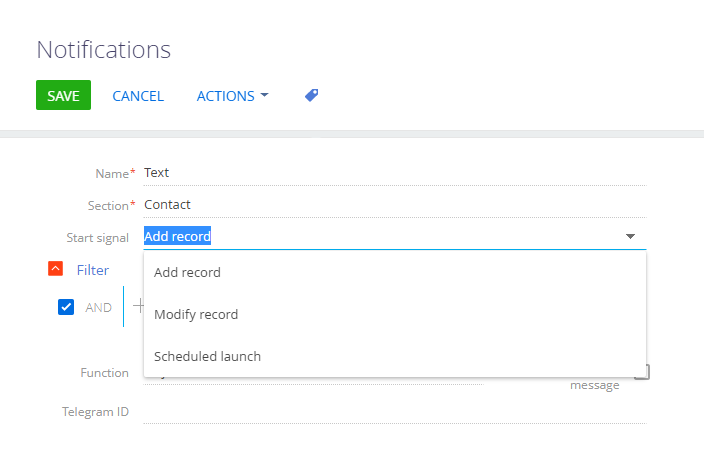 Notifications
SAVE CANCEL ACTIONS
Name* Text
Section* Contact
Start signal Add record
Filter
Add record
AND
Modify record
Scheduled launch
Function
message
Telegram ID